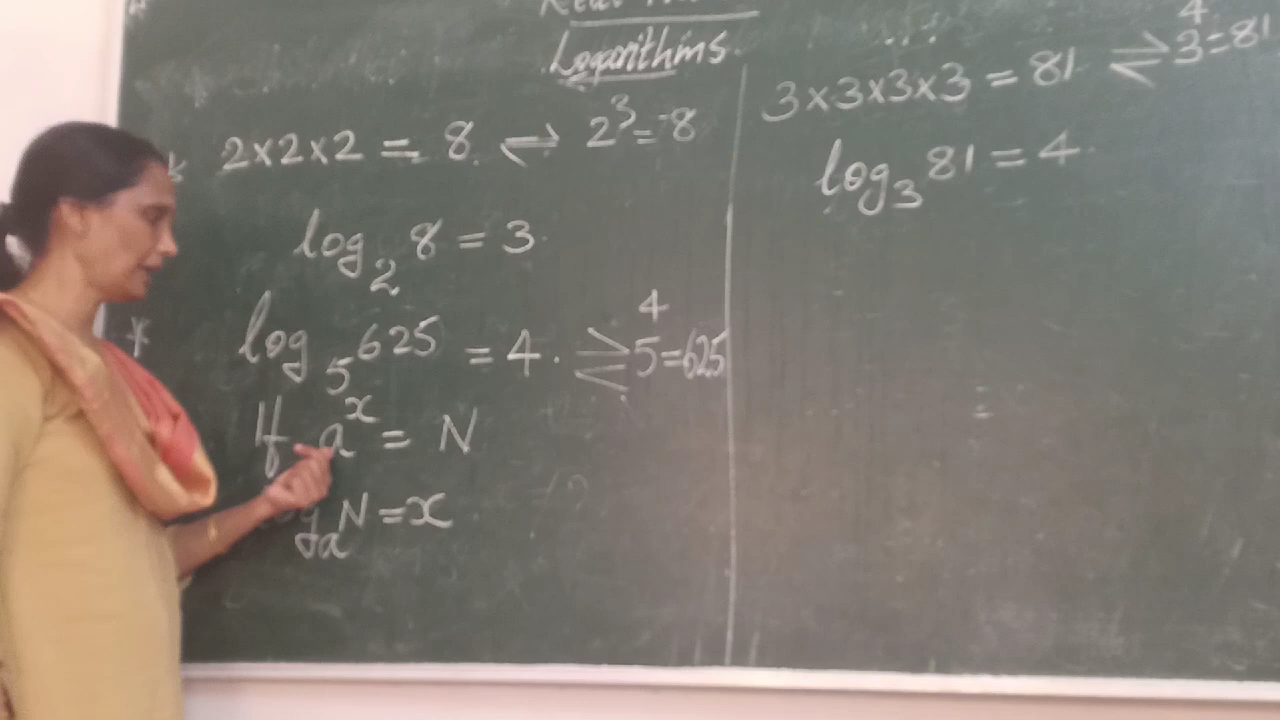 Logarithms.
* 2×2×2 = 8. ⇌ 2³ = 8
log₂ 8 = 3.
* log₅ 625 = 4. ⇌ 5⁴ = 625
If aˣ = N
logₐ N = x
3×3×3×3 = 81 ⇌ 3⁴ = 81
log₃ 81 = 4.